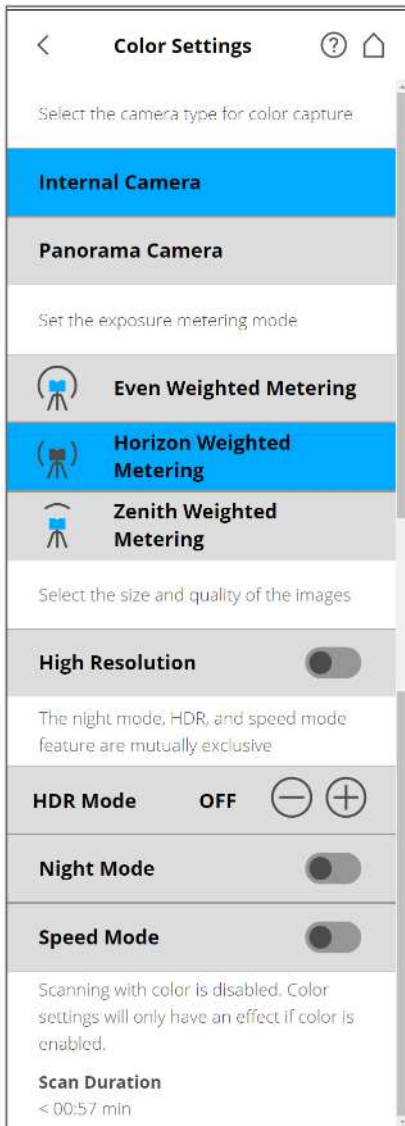 Color Settings
Select the camera type for color capture
Internal Camera
Panorama Camera
Set the exposure metering mode
Even Weighted Metering
Horizon Weighted
Metering
Zenith Weighted
Metering
Select the size and quality of the images
High Resolution
The night mode, HDR, and speed mode
feature are mutually exclusive
HDR Mode OFF
Night Mode
Speed Mode
Scanning with color is disabled. Color
settings will only have an effect if color is
enabled.
Scan Duration
< 00:57 min